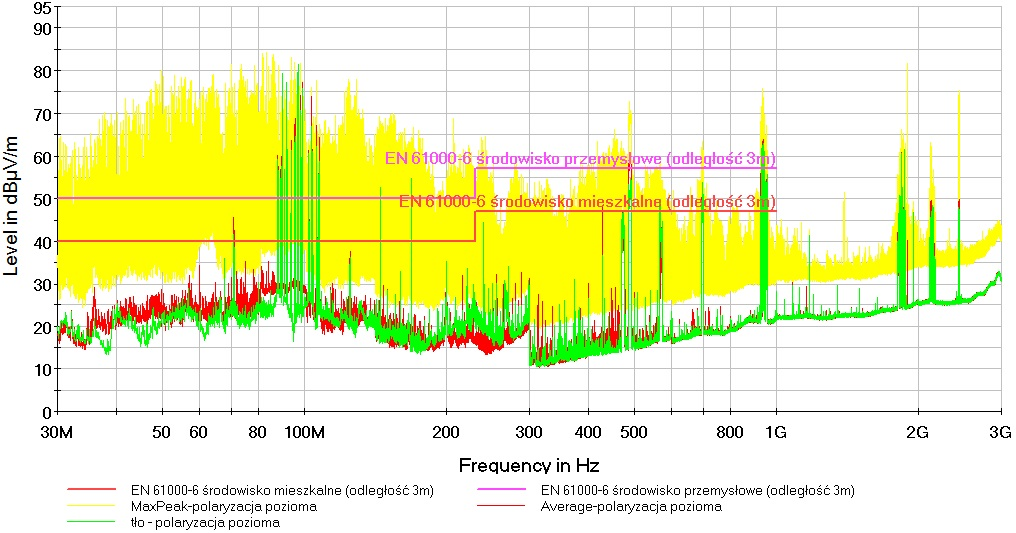 95
90
80
70
60
50
40
30
20
10
0
Level in dBµV/m
EN 61000-6 środowisko przemysłowe (odległość 3m)
EN 61000-6 środowisko mieszkalne (odległość 3m)
30M 50 60 80 100M 200 300 400 500 800 1G 2G 3G
Frequency in Hz
EN 61000-6 środowisko mieszkalne (odległość 3m) EN 61000-6 środowisko przemysłowe (odległość 3m)
MaxPeak-polaryzacja pozioma Average-polaryzacja pozioma
tło - polaryzacja pozioma